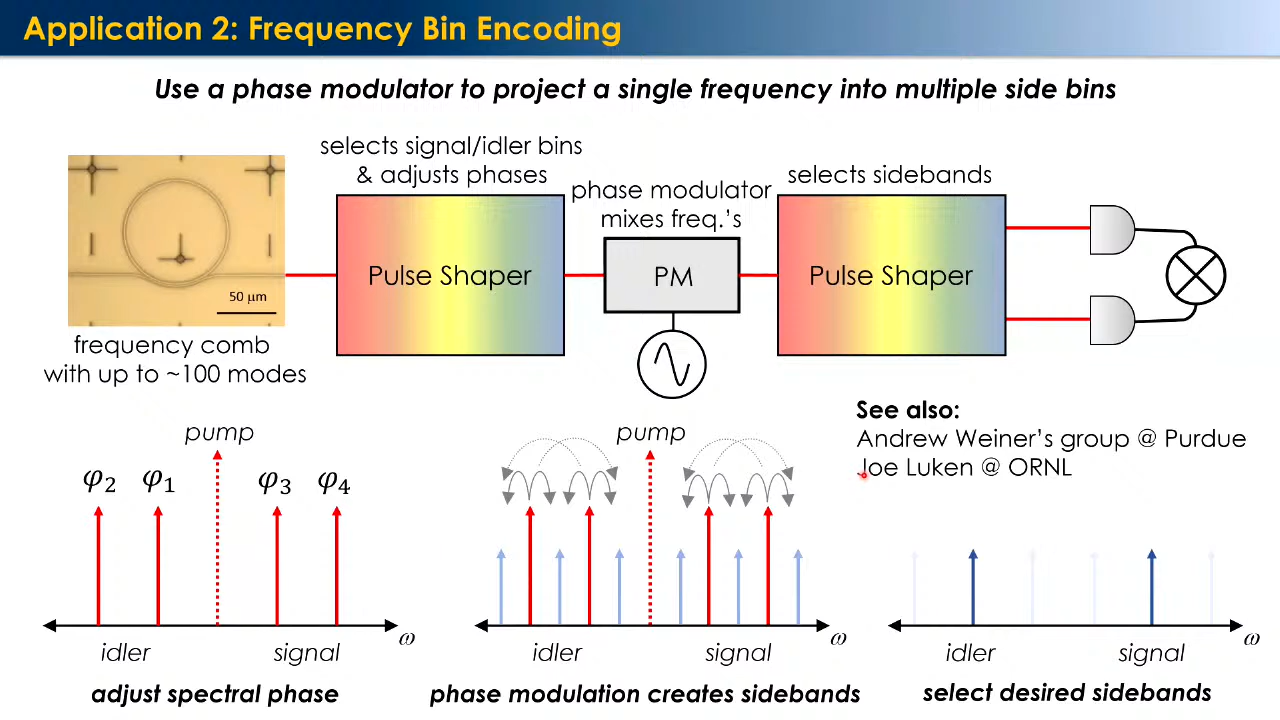 Application 2: Frequency Bin Encoding
Use a phase modulator to project a single frequency into multiple side bins
selects signal/idler bins
& adjusts phases
phase modulator
mixes freq.'s
selects sidebands
Pulse Shaper
PM
Pulse Shaper
50 μm
frequency comb
with up to ~100 modes
See also:
Andrew Weiner's group @ Purdue
Joe Luken @ ORNL
pump
φ2 φ1 φ3 φ4
pump
idler signal ω
idler signal ω
idler signal ω
adjust spectral phase
phase modulation creates sidebands
select desired sidebands